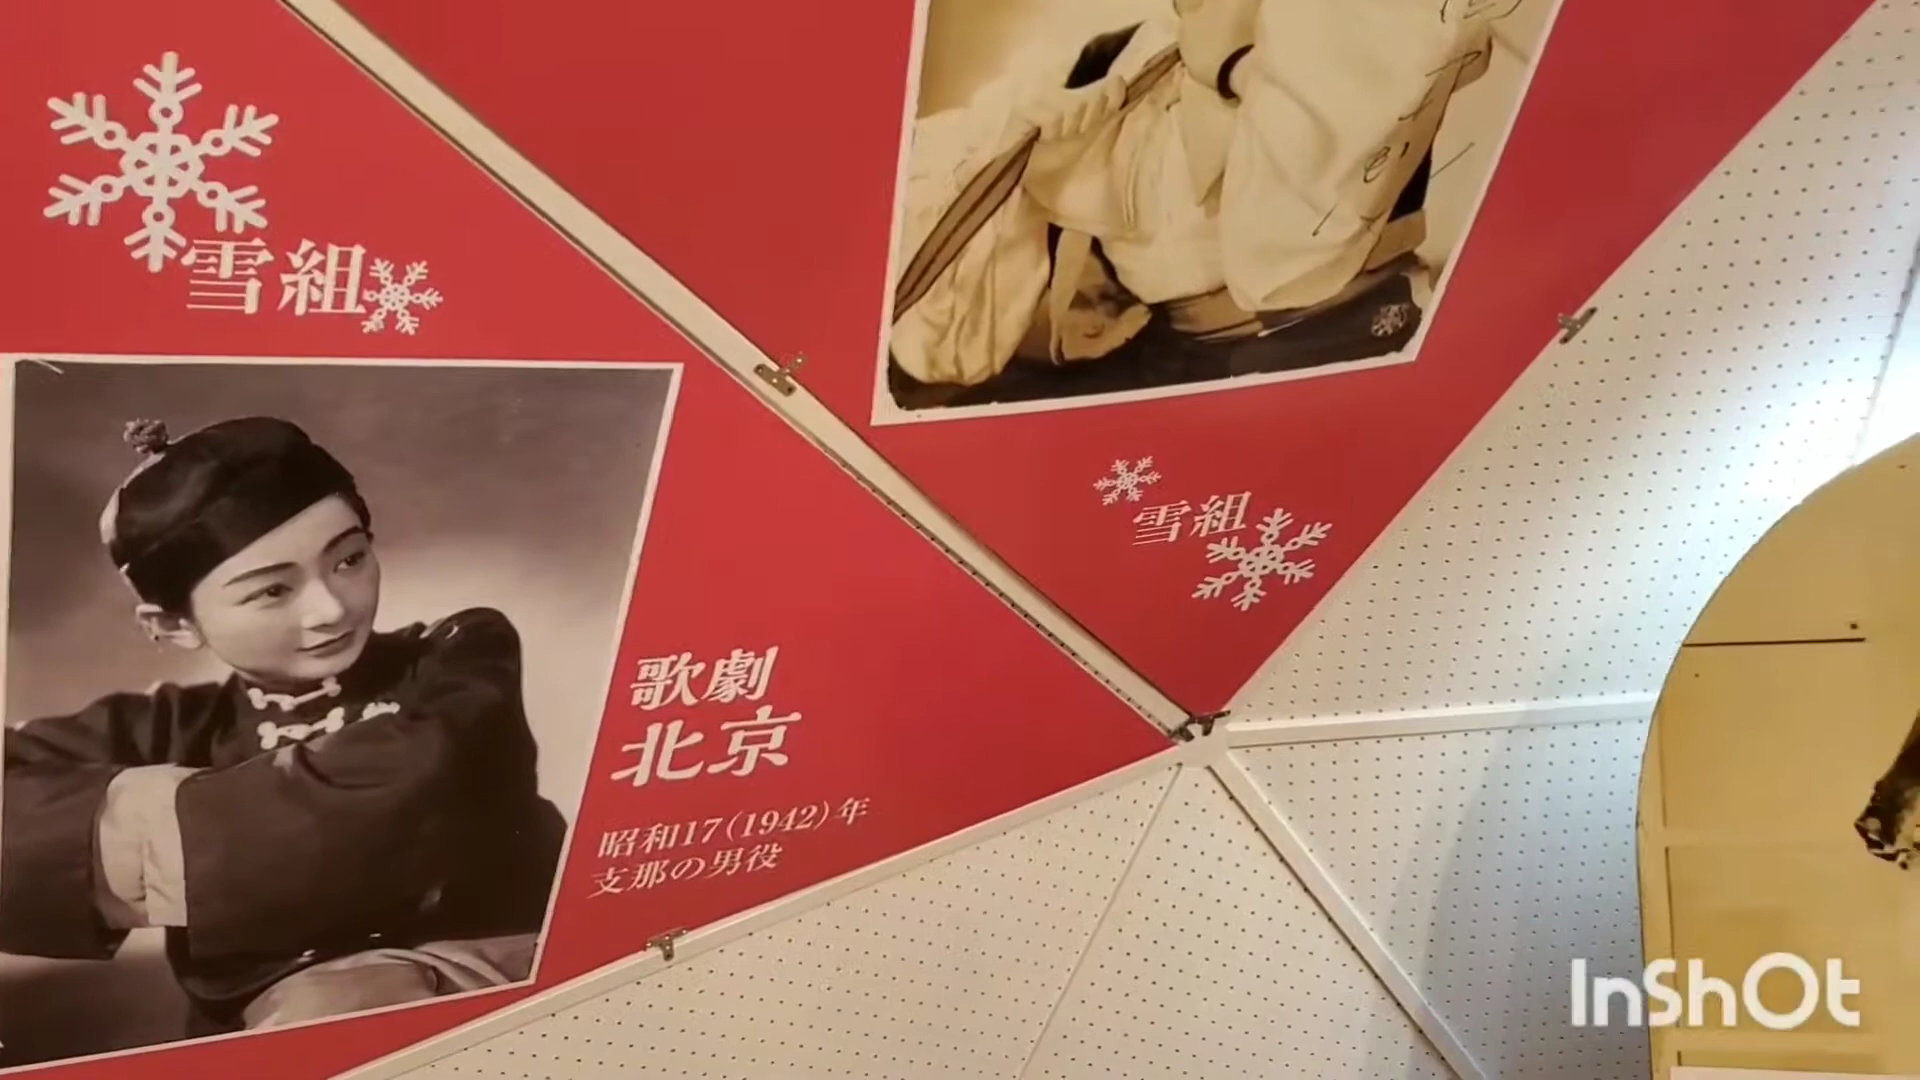 雪組
雪組
歌劇
北京
昭和17(1942)年
支那の男役
InShOt